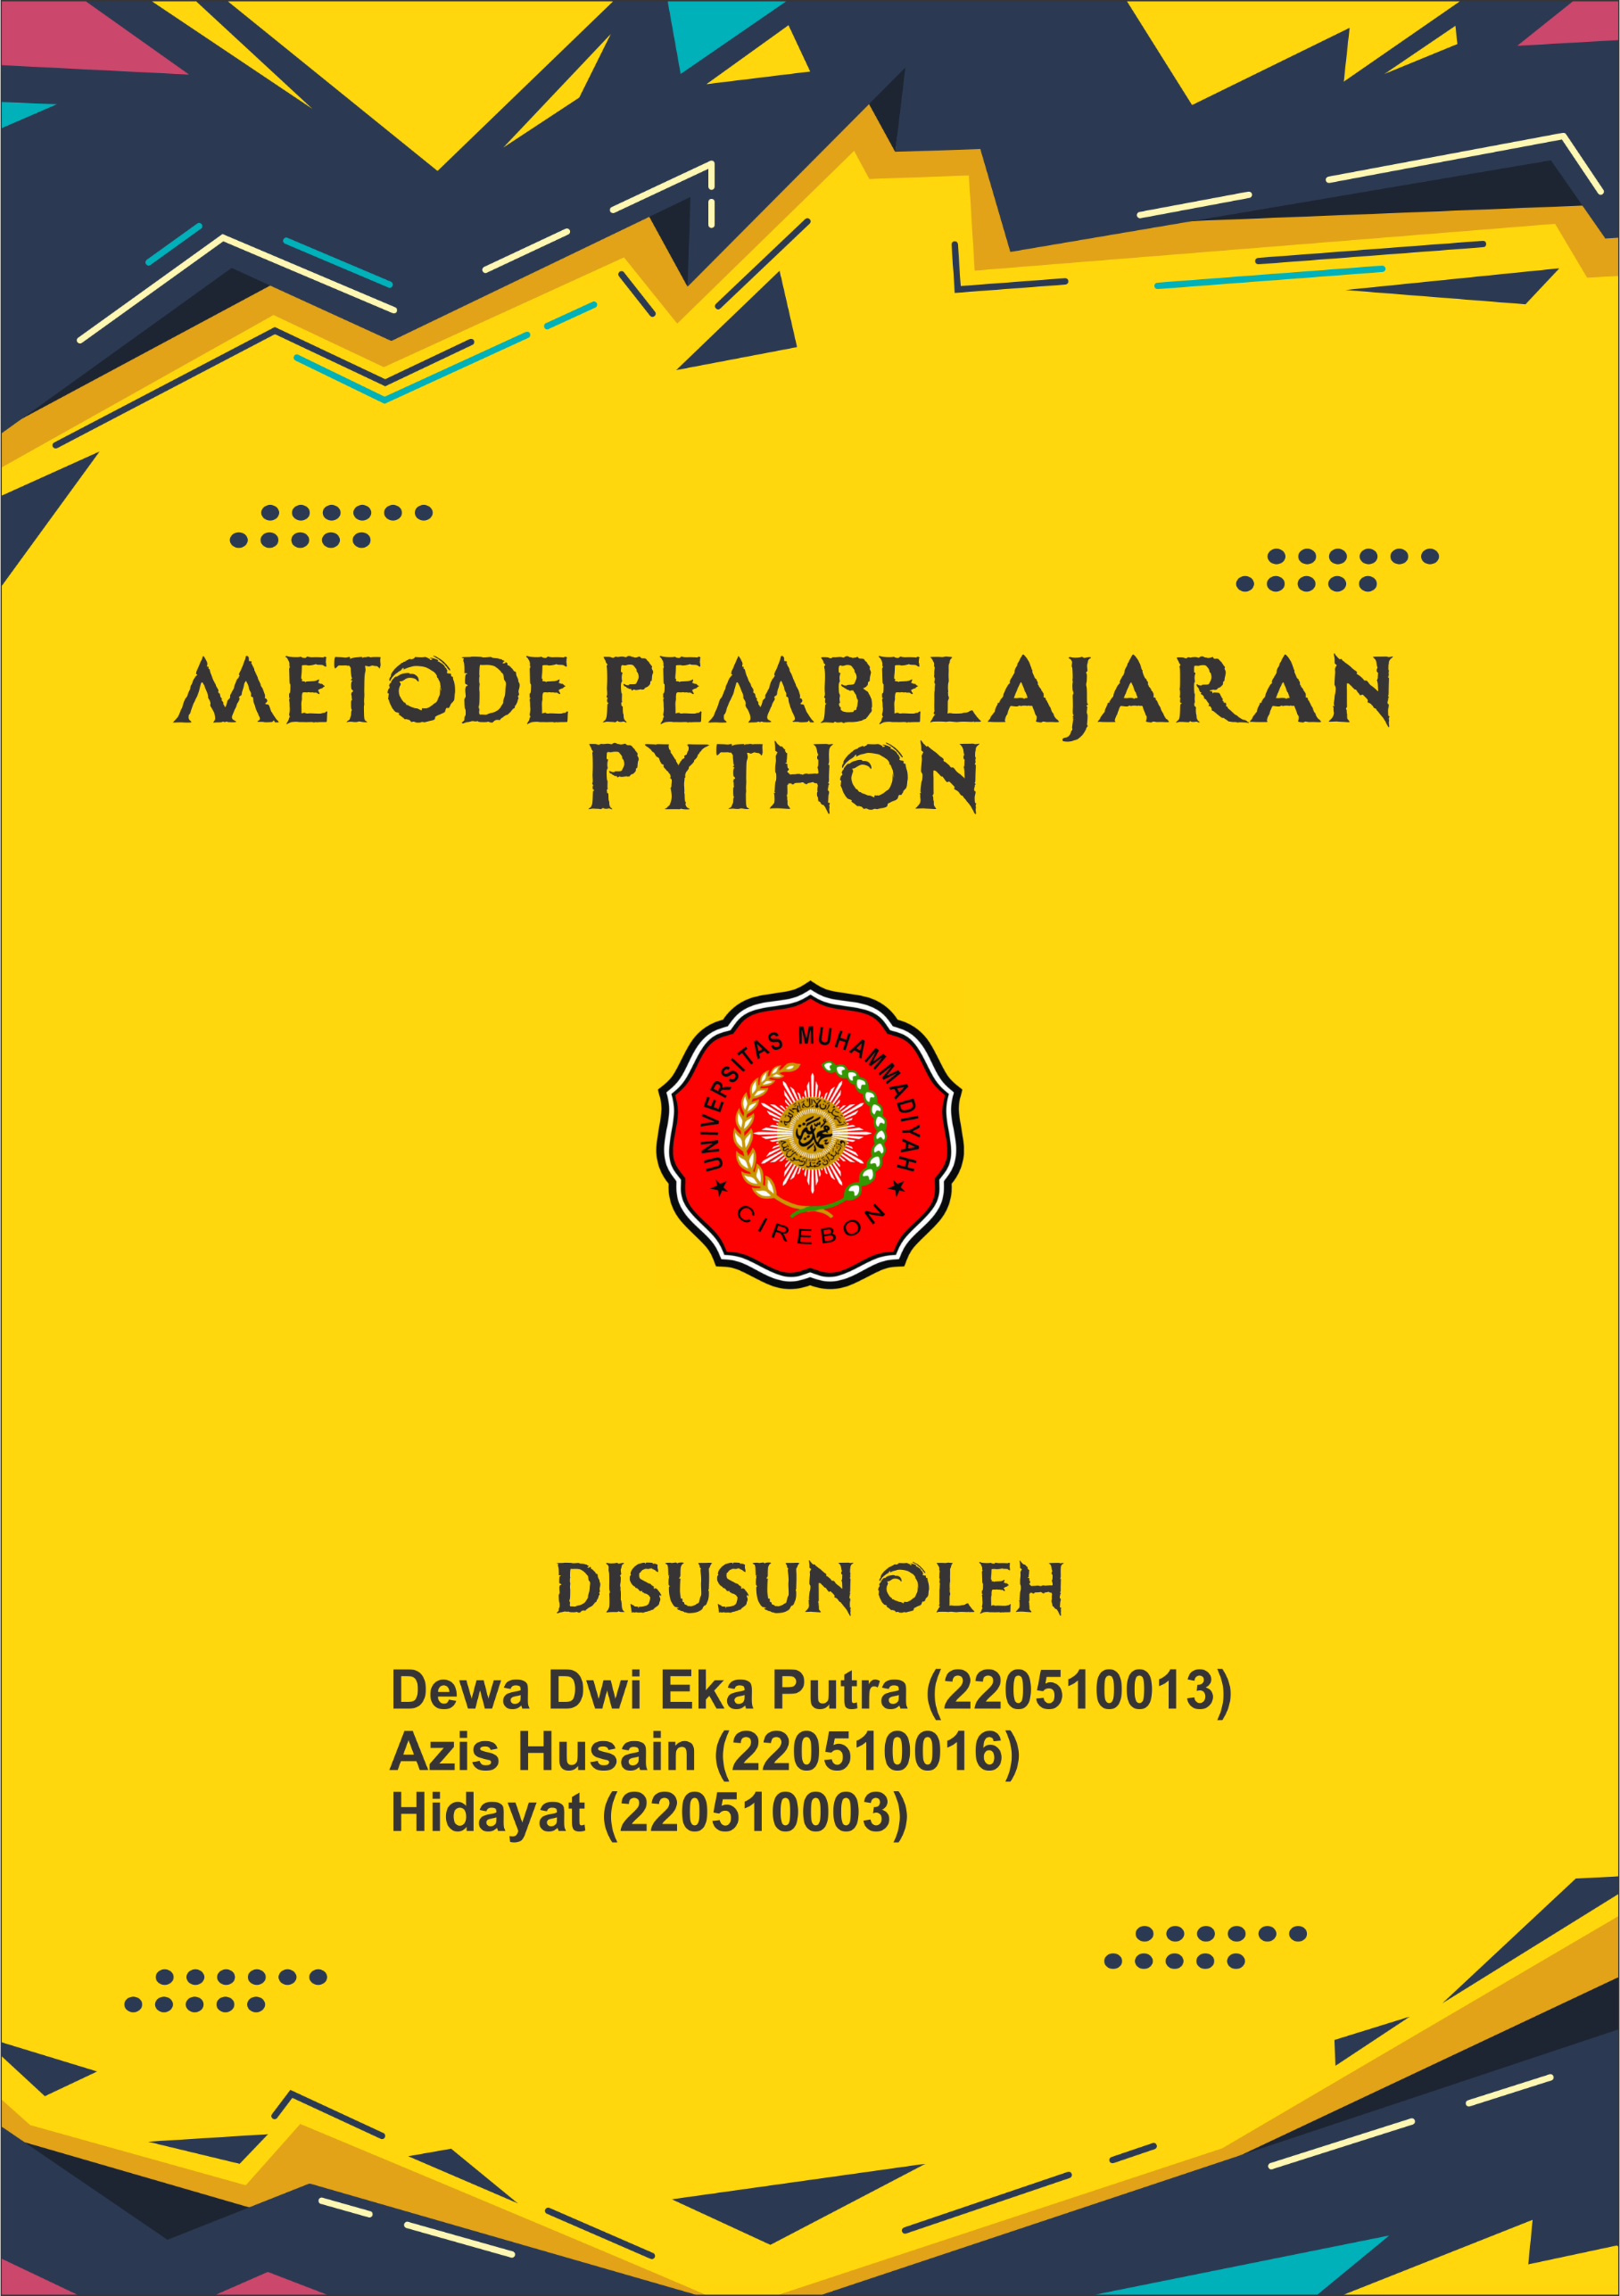 METODE PEMBELAJARAN
PYTHON
UNIVERSITAS MUHAMMADIYAH
CIREBON
DISUSUN OLEH
Dewa Dwi Eka Putra (220510013)
Azis Husain (220510016)
Hidayat (220510003)